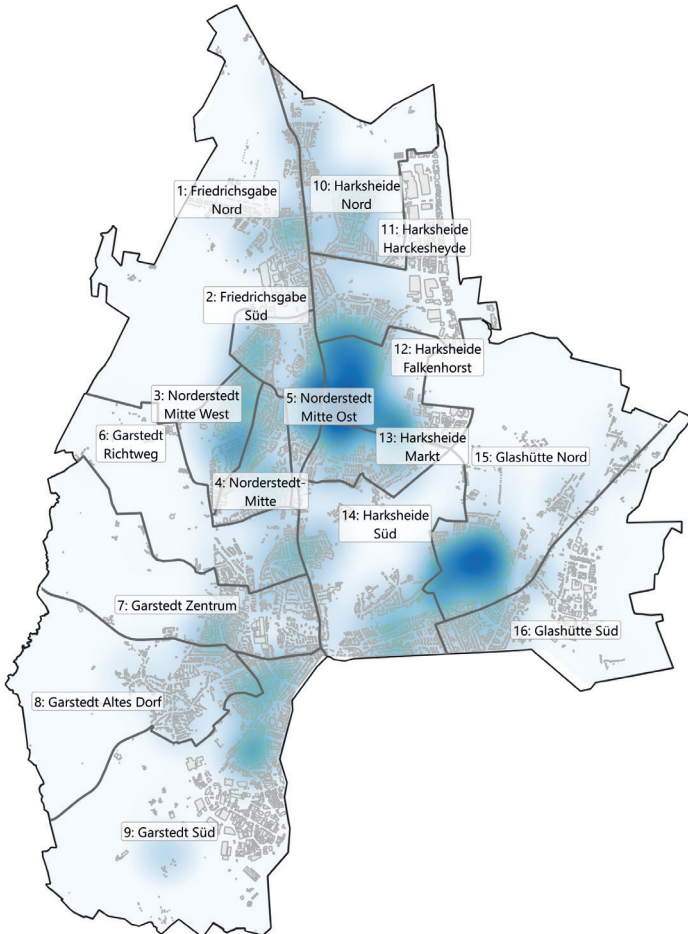 1: Friedrichsgabe
Nord
10: Harksheide
Nord
11: Harksheide
Harckesheyde
2: Friedrichsgabe
Süd
12: Harksheide
Falkenhorst
3: Norderstedt
Mitte West
5: Norderstedt
Mitte Ost
6: Garstedt
Richtweg
13: Harksheide
Markt
15: Glashütte Nord
4: Norderstedt-
Mitte
14: Harksheide
Süd
7: Garstedt Zentrum
16: Glashütte Süd
8: Garstedt Altes Dorf
9: Garstedt Süd